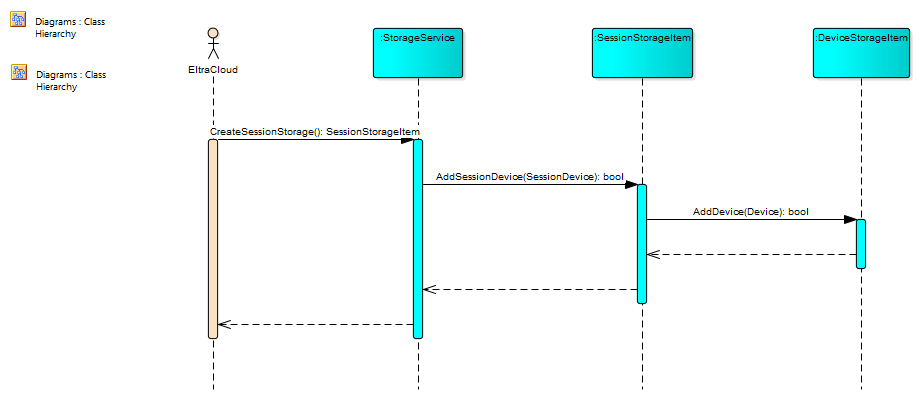 Diagrams : Class
Hierarchy
Diagrams : Class
Hierarchy
EltraCloud
:StorageService
:SessionStorageItem
:DeviceStorageItem
CreateSessionStorage(): SessionStorageItem
AddSessionDevice(SessionDevice): bool
AddDevice(Device): bool